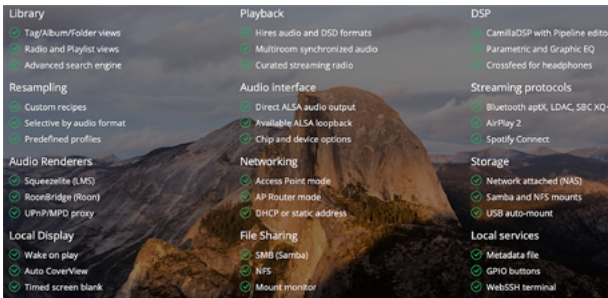 Library
Tag/Album/Folder views
Radio and Playlist views
Advanced search engine
Playback
Hires audio and DSD formats
Multiroom synchronized audio
Curated streaming radio
DSP
CamillaDSP with Pipeline edito
Parametric and Graphic EQ
Crossfeed for headphones
Resampling
Custom recipes
Selective by audio format
Predefined profiles
Audio interface
Direct ALSA audio output
Available ALSA loopback
Chip and device options
Streaming protocols
Bluetooth aptX, LDAC, SBC XQ+
AirPlay 2
Spotify Connect
Audio Renderers
Squeezelite (LMS)
RoonBridge (Roon)
UPnP/MPD proxy
Networking
Access Point mode
AP Router mode
DHCP or static address
Storage
Network attached (NAS)
Samba and NFS mounts
USB auto-mount
Local Display
Wake on play
Auto CoverView
Timed screen blank
File Sharing
SMB (Samba)
NFS
Mount monitor
Local services
Metadata file
GPIO buttons
WebSSH terminal